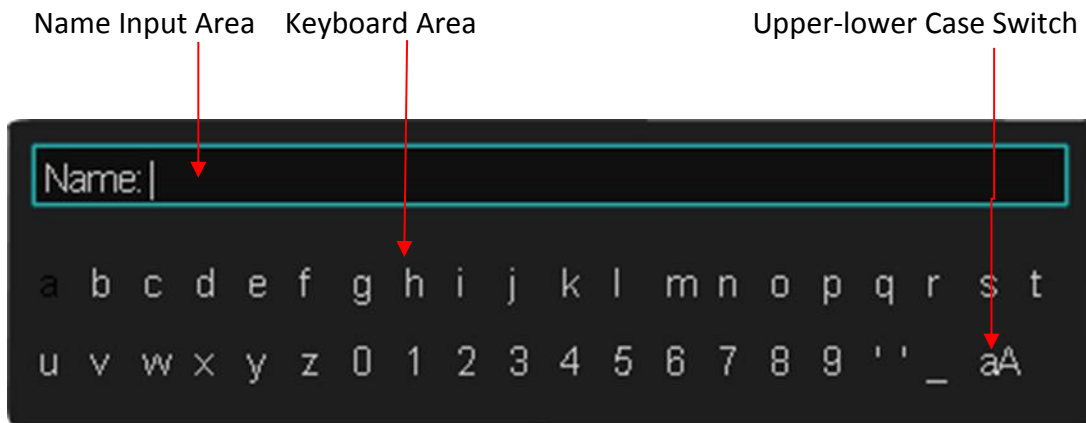 Name Input Area Keyboard Area Upper-lower Case Switch
Name:
a b c d e f g h i j k l m n o p q r s t
u v w x y z 0 1 2 3 4 5 6 7 8 9 ' ' _ aA